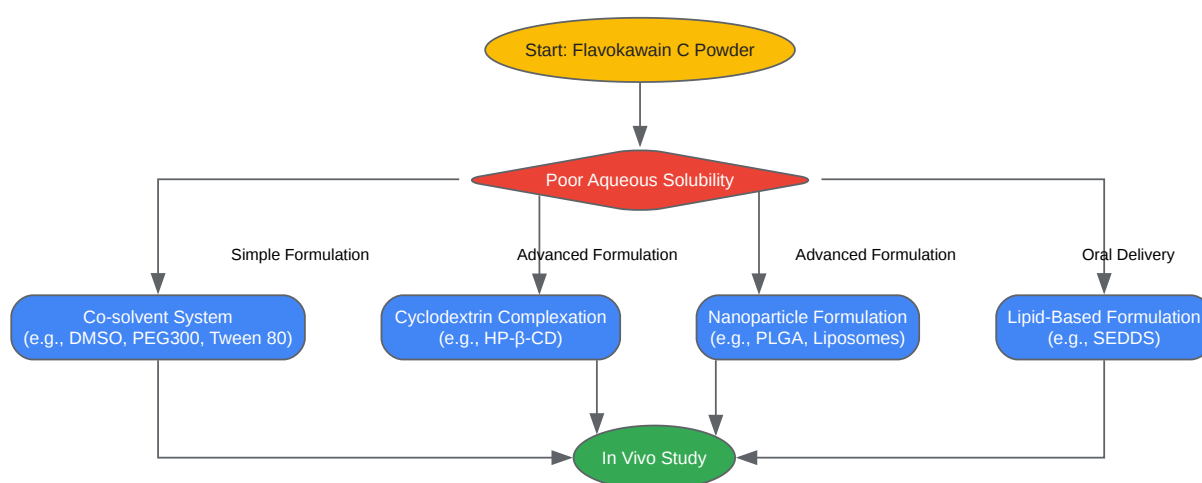 Start: Flavokawain C Powder
Poor Aqueous Solubility
Simple Formulation
Advanced Formulation
Advanced Formulation
Oral Delivery
Co-solvent System
(e.g., DMSO, PEG300, Tween 80)
Cyclodextrin Complexation
(e.g., HP-β-CD)
Nanoparticle Formulation
(e.g., PLGA, Liposomes)
Lipid-Based Formulation
(e.g., SEDDS)
In Vivo Study